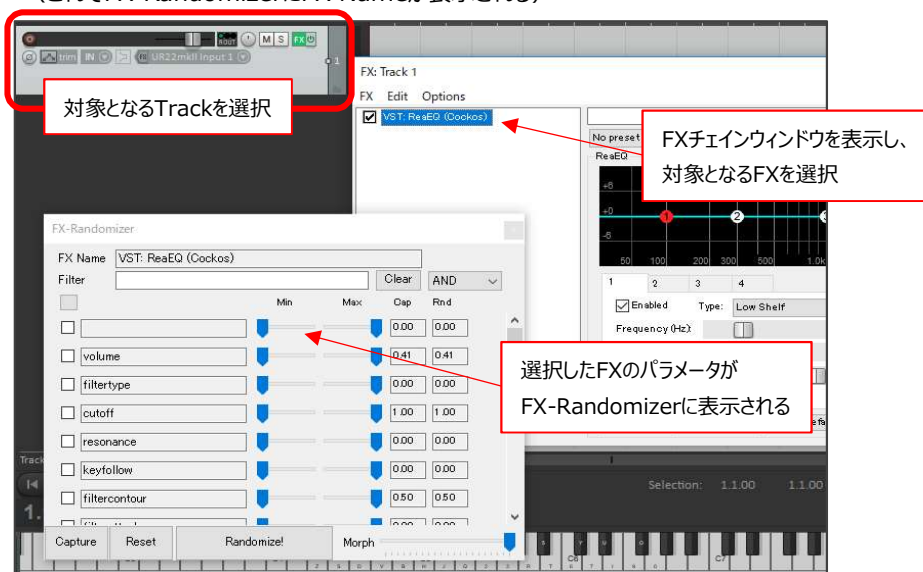 ROUT M S FX
trim IN UR22mkII Input 1
1
対象となるTrackを選択
FX: Track 1
FX Edit Options
VST: ReaEQ (Cockos)
No preset
ReaEQ
FXチェインウィンドウを表示し、
対象となるFXを選択
+6
+0
-6
1 2
50 100 200 300 500 1.0k
1 2 3 4
Enabled Type: Low Shelf
Frequency (Hz):
選択したFXのパラメータが
FX-Randomizerに表示される
FX-Randomizer
FX Name VST: ReaEQ (Cockos)
Filter Clear AND
Min Max Cap Rnd
0.00 0.00
volume 0.41 0.41
filtertype 0.00 0.00
cutoff 1.00 1.00
resonance 0.00 0.00
keyfollow 0.00 0.00
filtercontour 0.50 0.50
Capture Reset Randomize! Morph
Track
1.
Selection: 1.1.00 1.1.00
C6 C7